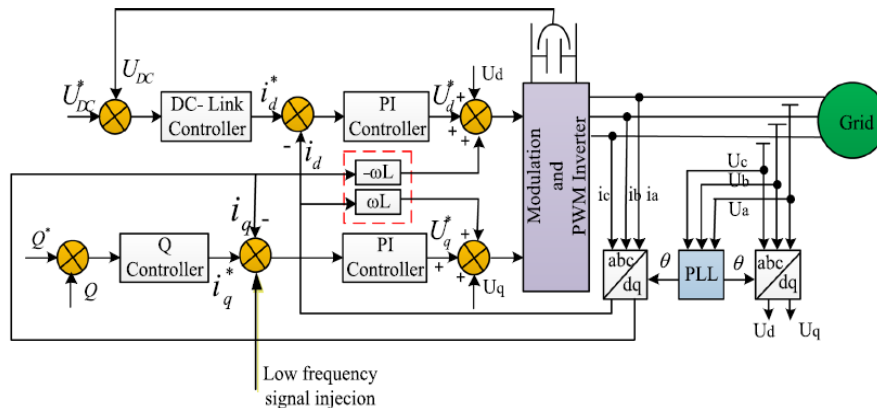 U*DC
UDC
DC- Link
Controller
i*d
- id
PI
Controller
U*d
Ud
+
+
+
-ωL
ωL
iq -
Q*
Q
Q
Controller
i*q
PI
Controller
U*q
+
+
+
Uq
Low frequency
signal injecion
Modulation
and
PWM Inverter
ic ib ia
Uc
Ub
Ua
Grid
abc
dq
θ
PLL
θ
abc
dq
Ud Uq